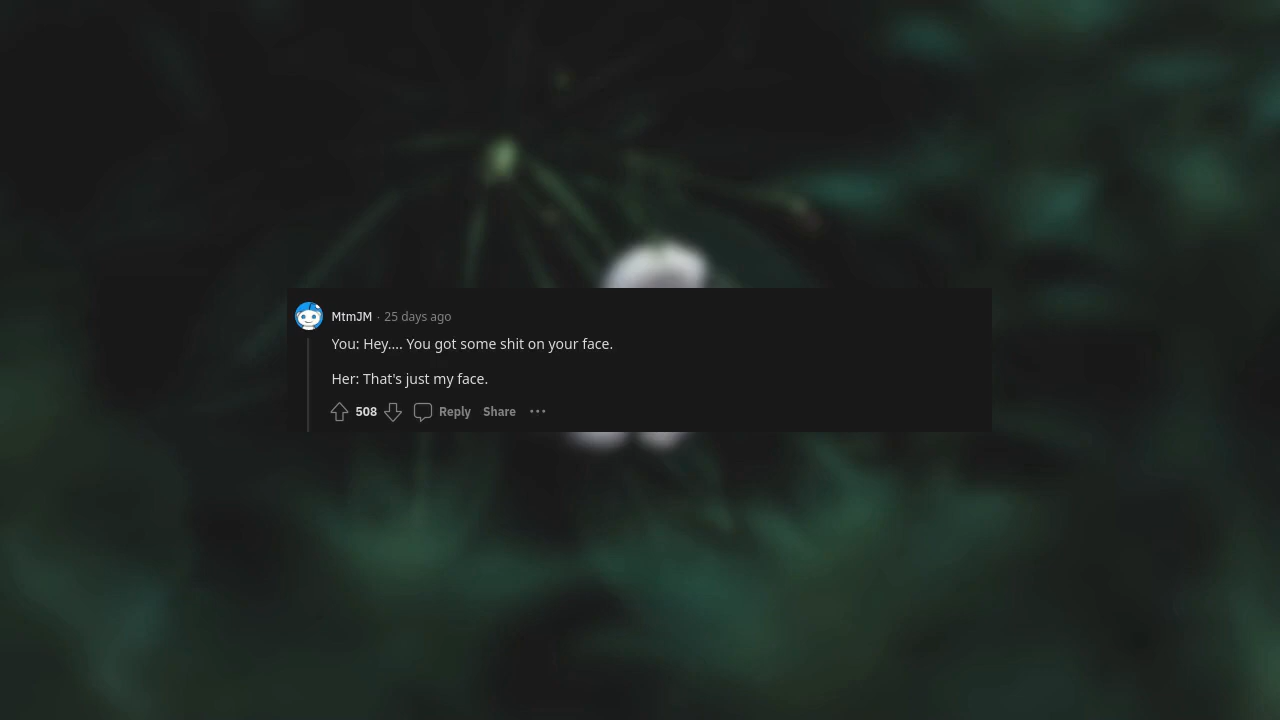 MtmJM · 25 days ago
You: Hey.... You got some shit on your face.
Her: That's just my face.
508 Reply Share ···